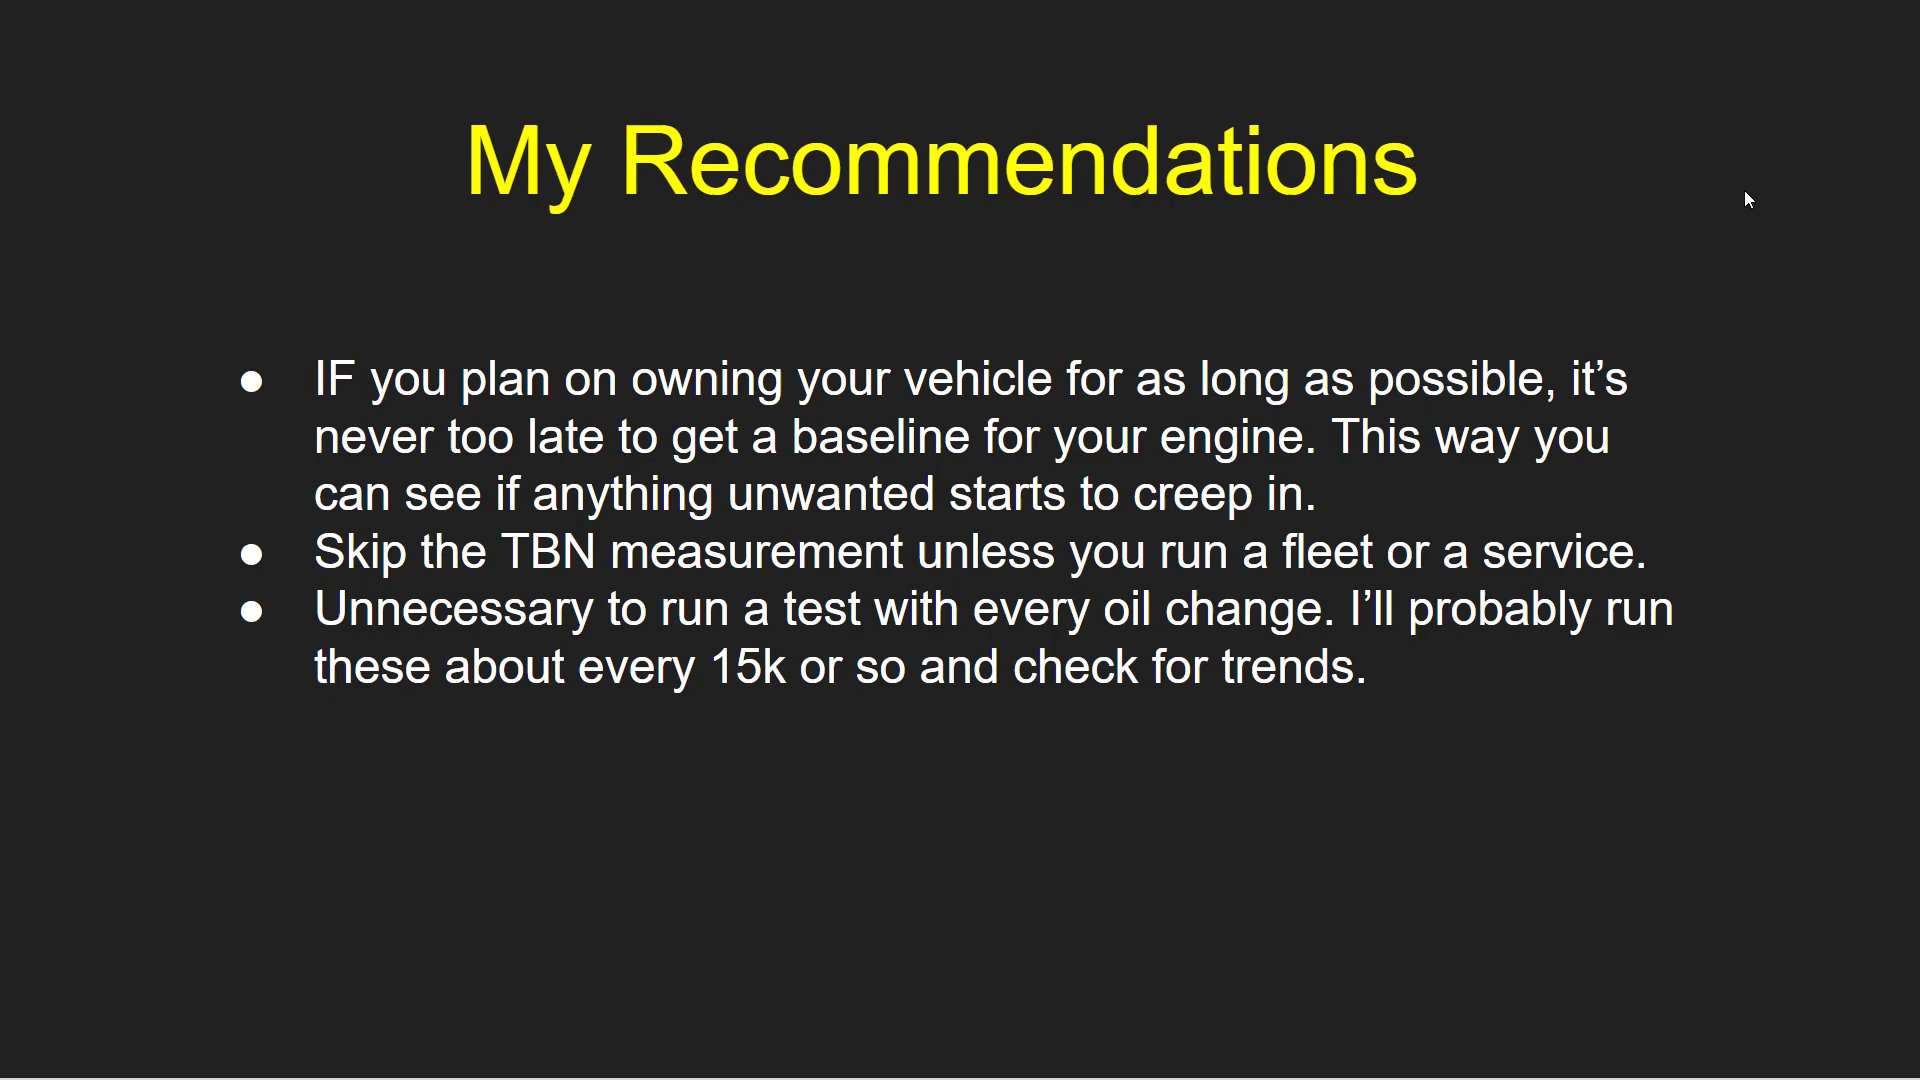 My Recommendations
● IF you plan on owning your vehicle for as long as possible, it’s
never too late to get a baseline for your engine. This way you
can see if anything unwanted starts to creep in.
● Skip the TBN measurement unless you run a fleet or a service.
● Unnecessary to run a test with every oil change. I’ll probably run
these about every 15k or so and check for trends.